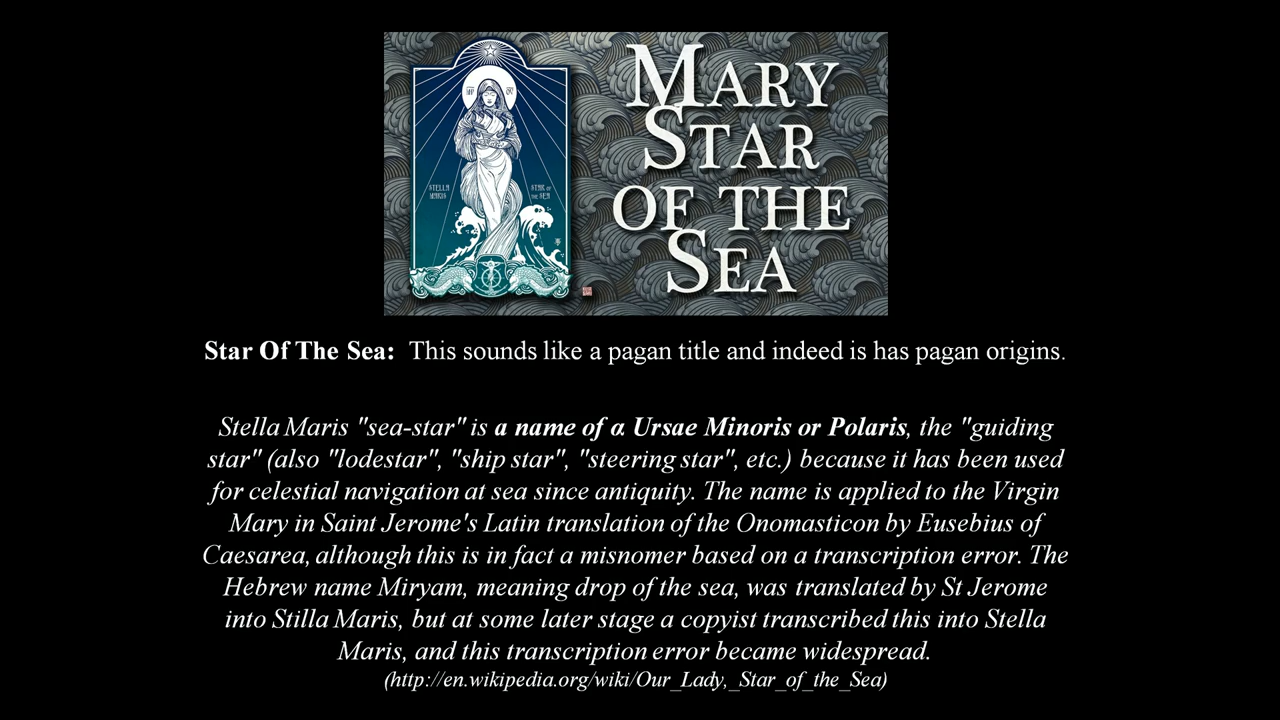 MARY
STAR
OF THE
SEA
STELLA
MARIS
STAR OF
THE SEA
Star Of The Sea: This sounds like a pagan title and indeed is has pagan origins.
Stella Maris "sea-star" is a name of α Ursae Minoris or Polaris, the "guiding
star" (also "lodestar", "ship star", "steering star", etc.) because it has been used
for celestial navigation at sea since antiquity. The name is applied to the Virgin
Mary in Saint Jerome's Latin translation of the Onomasticon by Eusebius of
Caesarea, although this is in fact a misnomer based on a transcription error. The
Hebrew name Miryam, meaning drop of the sea, was translated by St Jerome
into Stilla Maris, but at some later stage a copyist transcribed this into Stella
Maris, and this transcription error became widespread.
(http://en.wikipedia.org/wiki/Our_Lady,_Star_of_the_Sea)